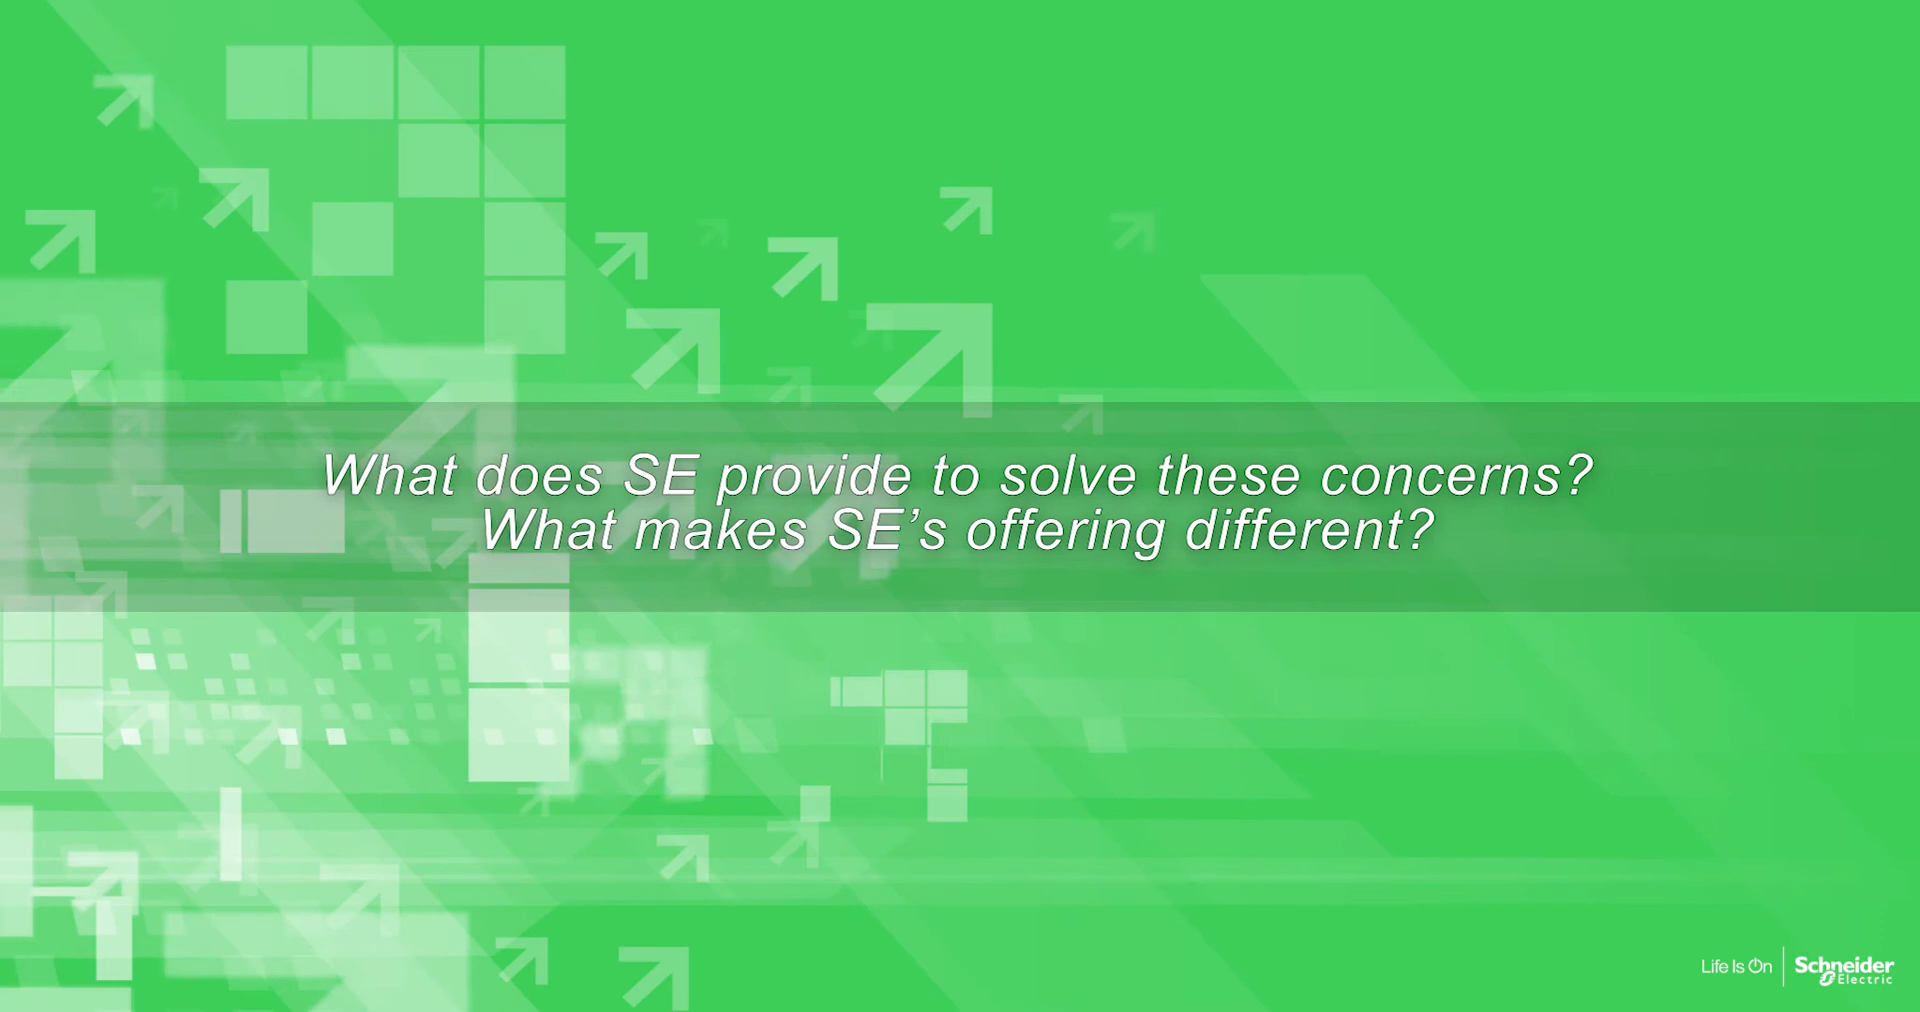 What does SE provide to solve these concerns?
What makes SE’s offering different?
Life Is On
Schneider
Electric